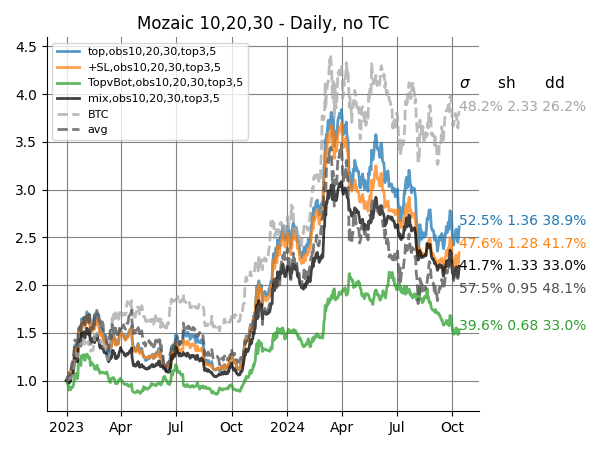 Mozaic 10,20,30 - Daily, no TC
top,obs10,20,30,top3,5
+SL,obs10,20,30,top3,5
TopvBot,obs10,20,30,top3,5
mix,obs10,20,30,top3,5
BTC
avg
4.5
4.0
3.5
3.0
2.5
2.0
1.5
1.0
σ sh dd
48.2% 2.33 26.2%
52.5% 1.36 38.9%
47.6% 1.28 41.7%
41.7% 1.33 33.0%
57.5% 0.95 48.1%
39.6% 0.68 33.0%
2023 Apr Jul Oct 2024 Apr Jul Oct